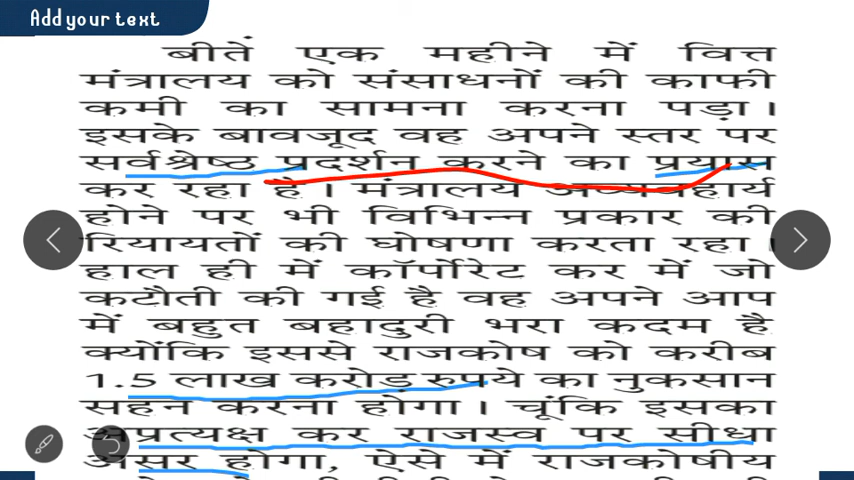 Add your text
बीतें एक महीने में वित्त
मंत्रालय को संसाधनों की काफी
कमी का सामना करना पड़ा।
इसके बावजूद वह अपने स्तर पर
सर्वश्रेष्ठ प्रदर्शन करने का प्रयास
कर रहा है। मंत्रालय अव्यवहार्य
होने पर भी विभिन्न प्रकार की
रियायतों की घोषणा करता रहा।
हाल ही में कॉर्पोरेट कर में जो
कटौती की गई है वह अपने आप
में बहुत बहादुरी भरा कदम है
क्योंकि इससे राजकोष को करीब
1.5 लाख करोड़ रुपये का नुकसान
सहन करना होगा। चूंकि इसका
अप्रत्यक्ष कर राजस्व पर सीधा
असर होगा, ऐसे में राजकोषीय